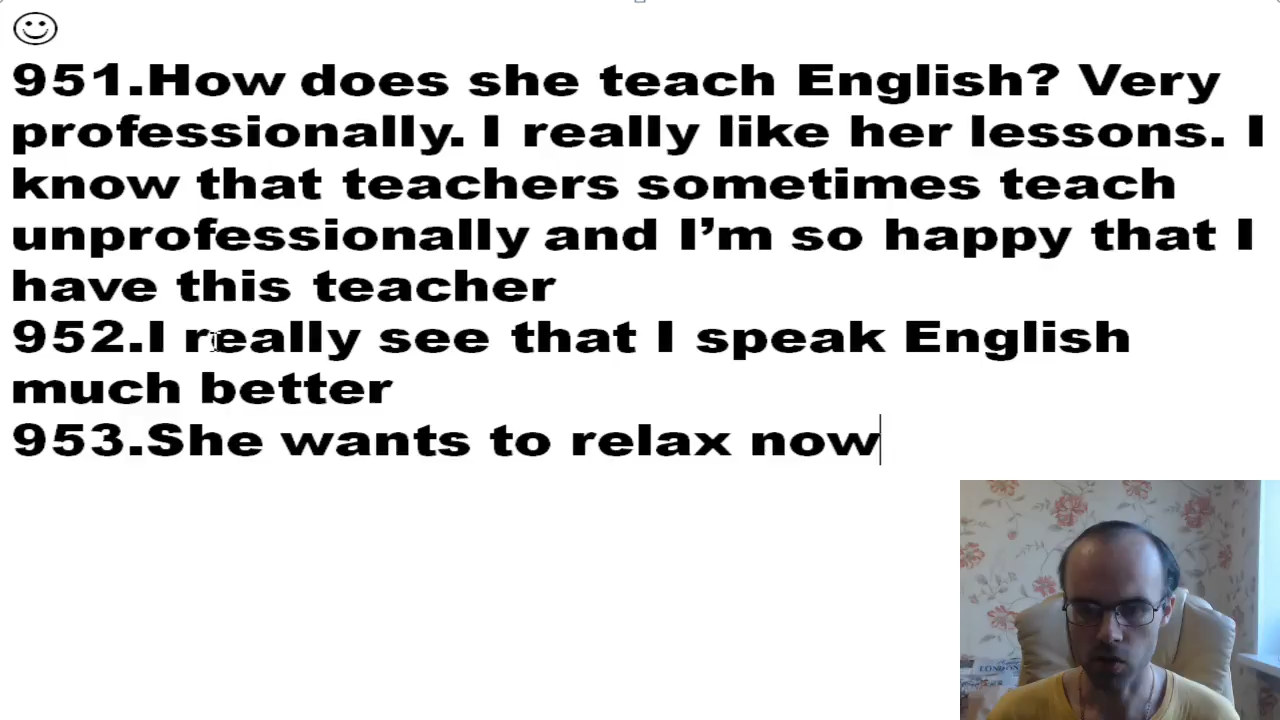 951.How does she teach English? Very
professionally. I really like her lessons. I
know that teachers sometimes teach
unprofessionally and I’m so happy that I
have this teacher
952.I really see that I speak English
much better
953.She wants to relax now
LONDON